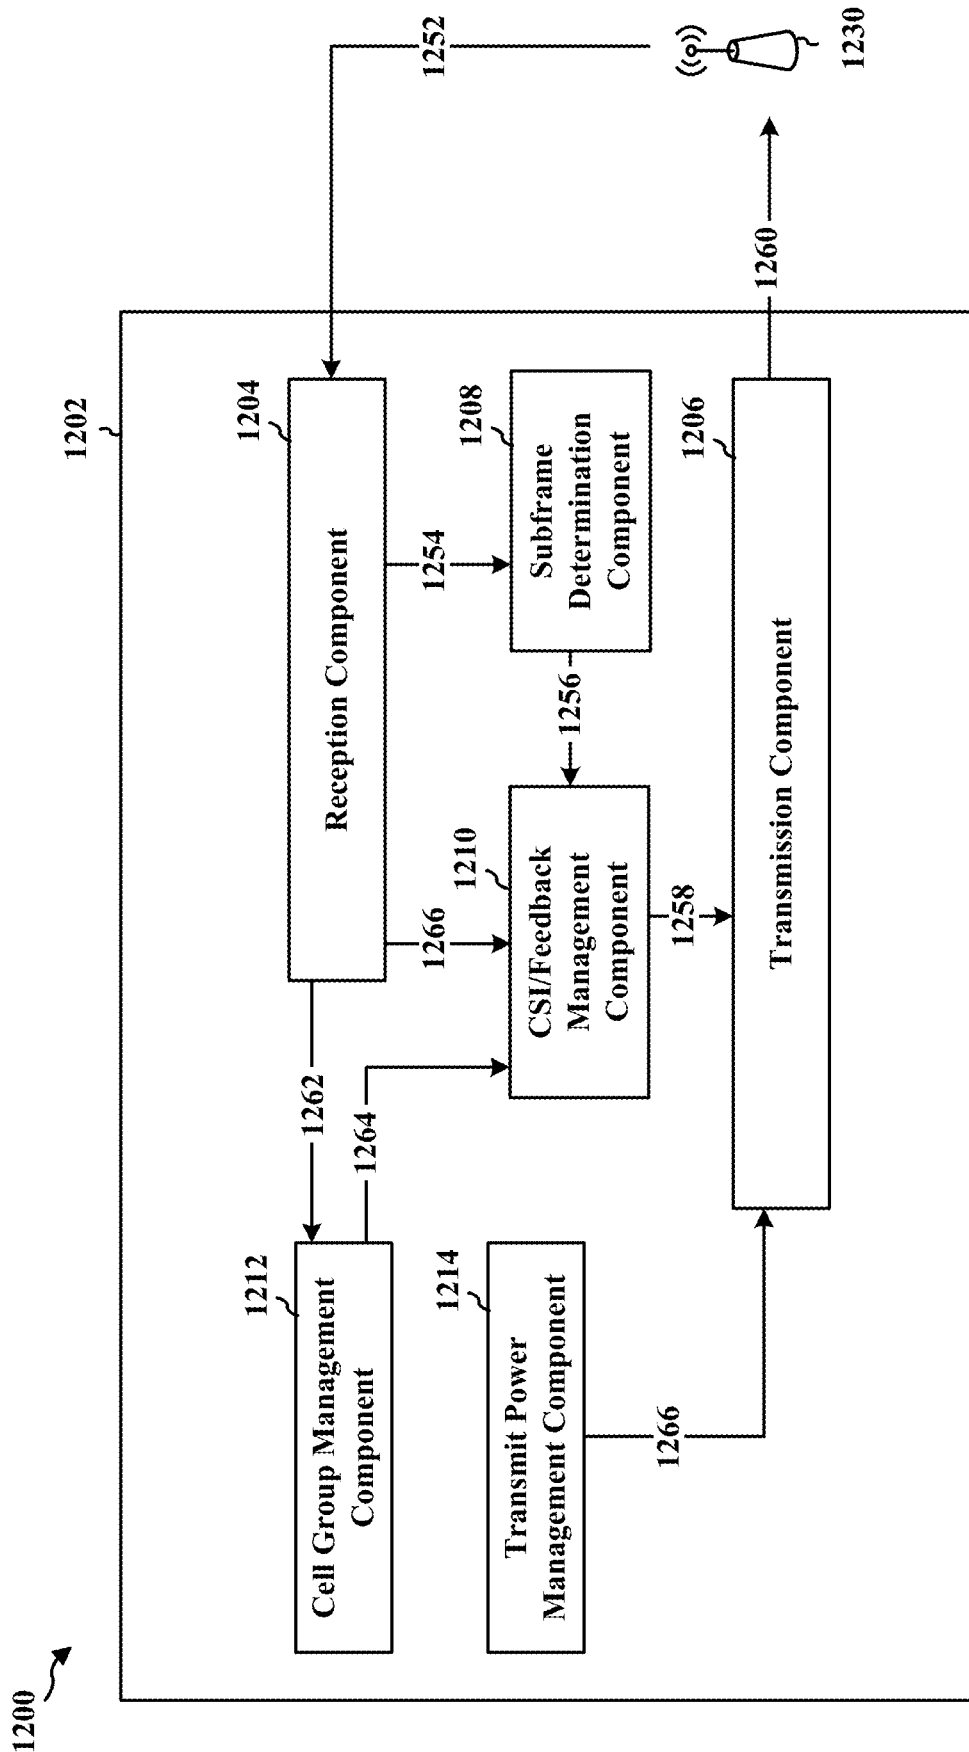 1200
1202
1212
Cell Group Management
Component
1214
Transmit Power
Management Component
1262
1264
1266
1204
Reception Component
1266
1254
1210
CSI/Feedback
Management
Component
1256
1208
Subframe
Determination
Component
1258
1206
Transmission Component
1252
1260
1230